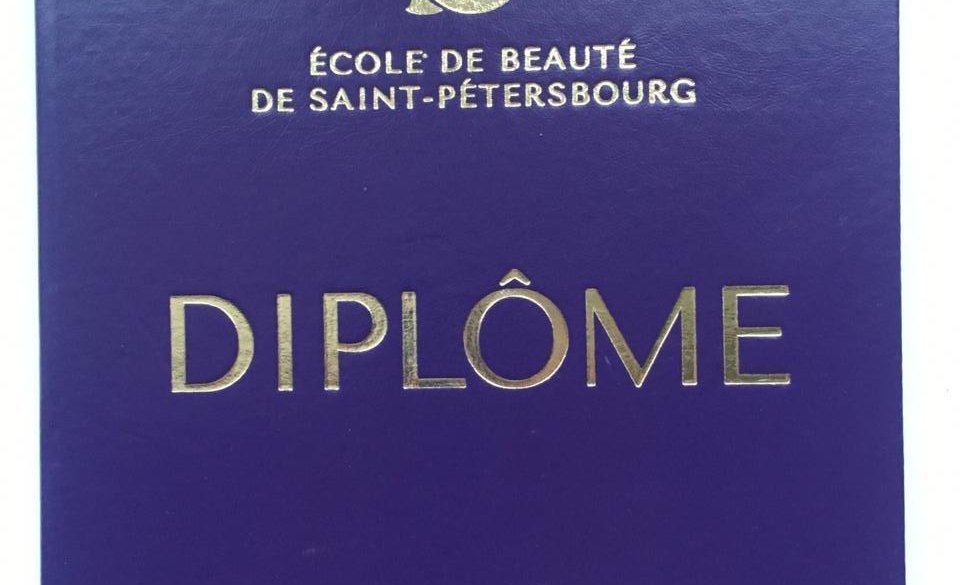 ÉCOLE DE BEAUTÉ
DE SAINT-PÉTERSBOURG
DIPLÔME